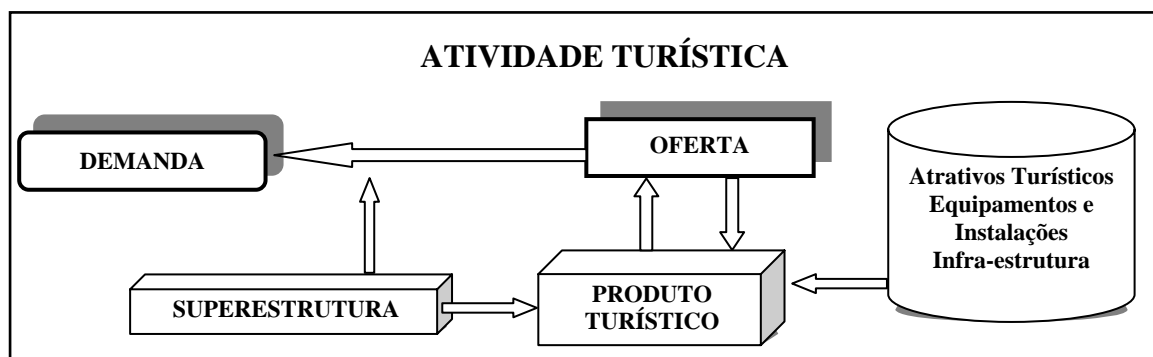 ATIVIDADE TURÍSTICA
DEMANDA
OFERTA
Atrativos Turísticos
Equipamentos e
Instalações
Infra-estrutura
SUPERESTRUTURA
PRODUTO
TURÍSTICO